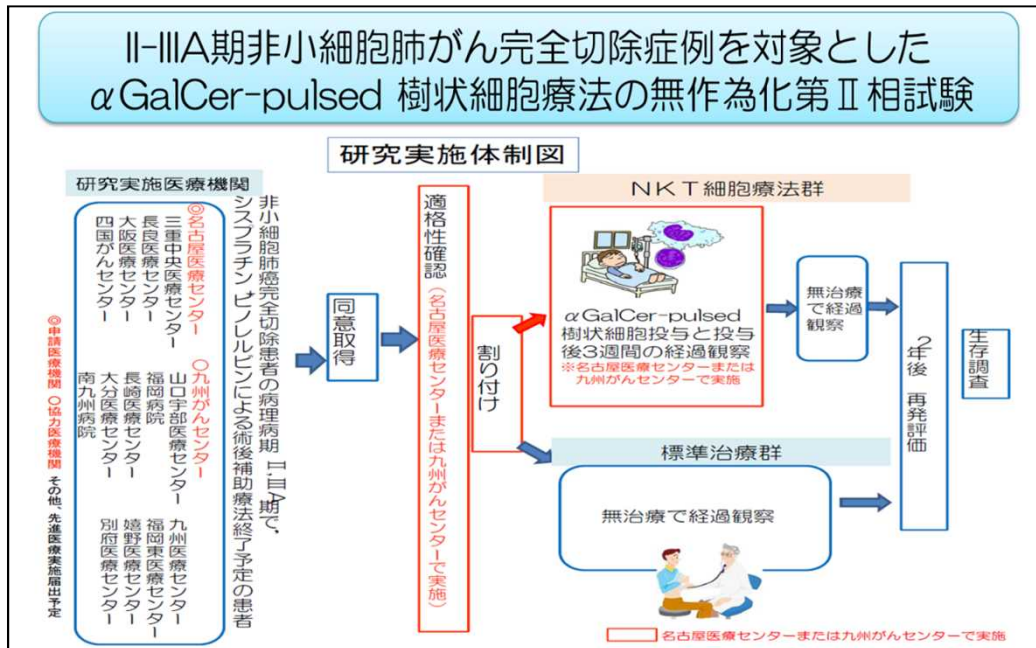 Ⅱ-ⅢA期非小細胞肺がん完全切除症例を対象とした
αGalCer-pulsed 樹状細胞療法の無作為化第Ⅱ相試験
研究実施体制図
研究実施医療機関
◎名古屋医療センター
三重中央医療センター
長良医療センター
大阪医療センター
四国がんセンター
〇九州がんセンター
山口宇部医療センター
福岡病院
長崎医療センター
大分医療センター
南九州病院
九州医療センター
福岡東医療センター
嬉野医療センター
別府医療センター
◎申請医療機関 〇協力医療機関 その他、先進医療実施届出予定
非小細胞肺癌完全切除患者の病理病期 Ⅱ,ⅢA期で、
シスプラチン+ビノレルビンによる術後補助療法終了予定の患者
同意取得
適格性確認(名古屋医療センターまたは九州がんセンターで実施)
割り付け
NKT細胞療法群
αGalCer-pulsed
樹状細胞投与と投与
後3週間の経過観察
※名古屋医療センターまたは
九州がんセンターで実施
無治療
で経過
観察
標準治療群
無治療で経過観察
2年後 再発評価
生存調査
名古屋医療センターまたは九州がんセンターで実施